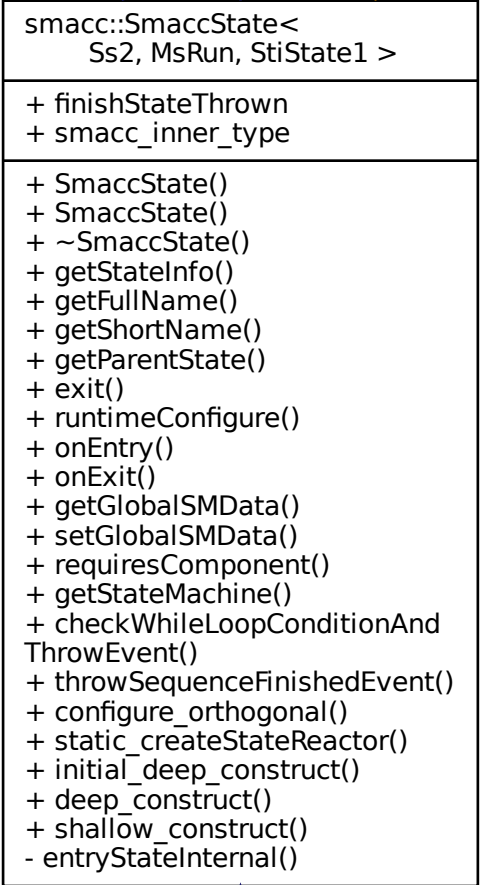 smacc::SmaccState<
Ss2, MsRun, StiState1 >
+ finishStateThrown
+ smacc_inner_type
+ SmaccState()
+ SmaccState()
+ ~SmaccState()
+ getStateInfo()
+ getFullName()
+ getShortName()
+ getParentState()
+ exit()
+ runtimeConfigure()
+ onEntry()
+ onExit()
+ getGlobalSMData()
+ setGlobalSMData()
+ requiresComponent()
+ getStateMachine()
+ checkWhileLoopConditionAnd
ThrowEvent()
+ throwSequenceFinishedEvent()
+ configure_orthogonal()
+ static_createStateReactor()
+ initial_deep_construct()
+ deep_construct()
+ shallow_construct()
- entryStateInternal()